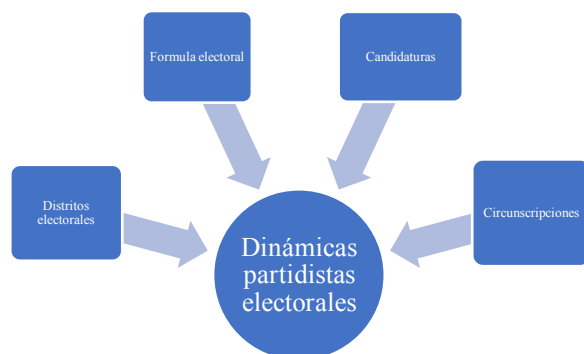 Formula electoral
Candidaturas
Distritos
electorales
Circunscripciones
Dinámicas
partidistas
electorales